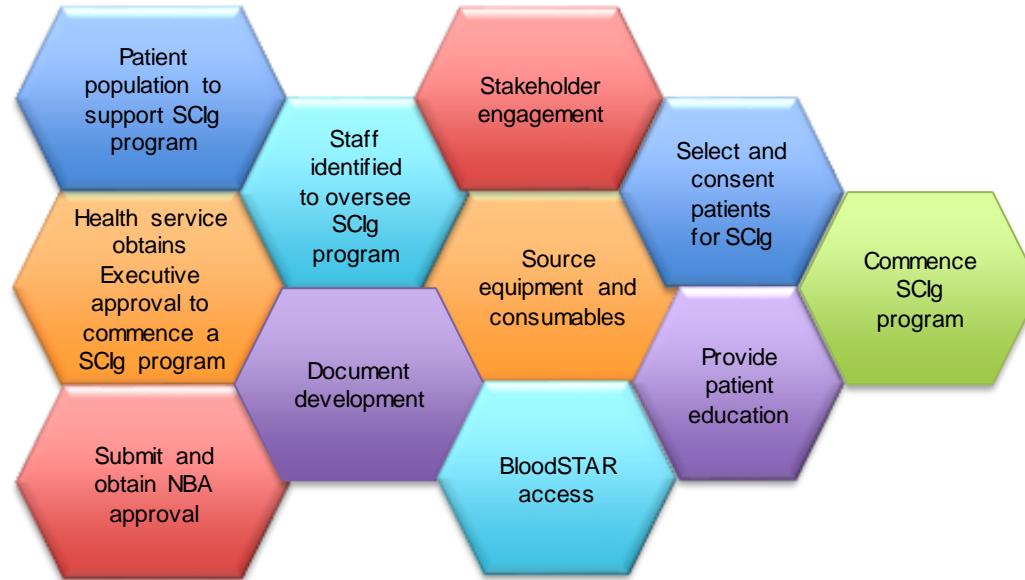 Patient
population to
support SCIg
program
Health service
obtains
Executive
approval to
commence a
SCIg program
Submit and
obtain NBA
approval
Staff
identified
to oversee
SCIg
program
Document
development
Stakeholder
engagement
Source
equipment and
consumables
BloodSTAR
access
Select and
consent
patients
for SCIg
Provide
patient
education
Commence
SCIg
program